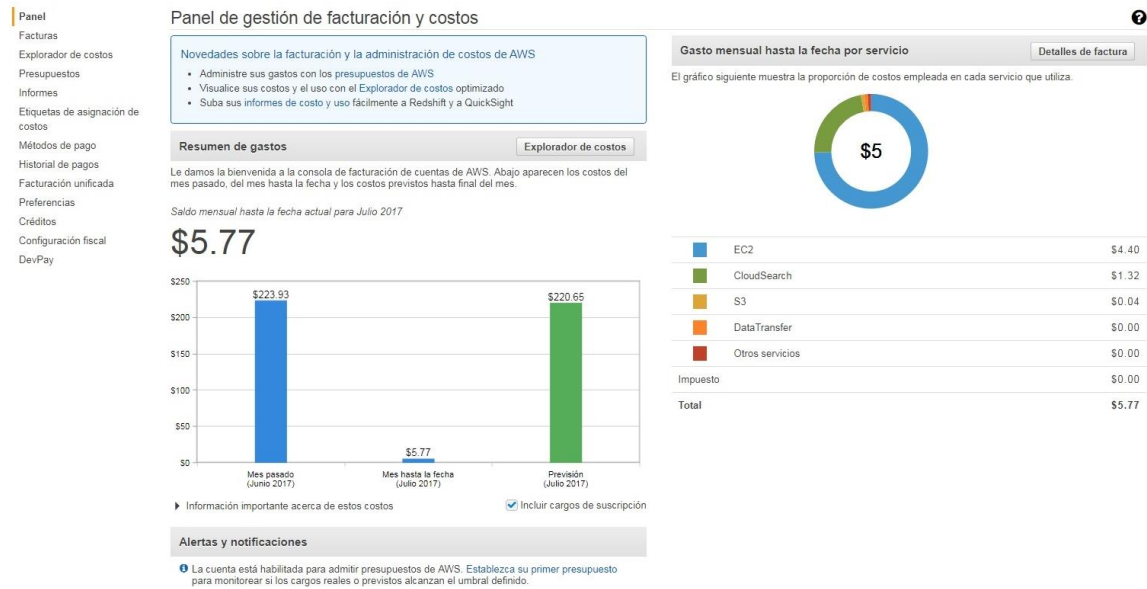 Panel
Facturas
Explorador de costos
Presupuestos
Informes
Etiquetas de asignación de
costos
Métodos de pago
Historial de pagos
Facturación unificada
Preferencias
Créditos
Configuración fiscal
DevPay
Panel de gestión de facturación y costos
?
Novedades sobre la facturación y la administración de costos de AWS
• Administre sus gastos con los presupuestos de AWS
• Visualice sus costos y el uso con el Explorador de costos optimizado
• Suba sus informes de costo y uso fácilmente a Redshift y a QuickSight
Resumen de gastos
Explorador de costos
Le damos la bienvenida a la consola de facturación de cuentas de AWS. Abajo aparecen los costos del
mes pasado, del mes hasta la fecha y los costos previstos hasta final del mes.
Saldo mensual hasta la fecha actual para Julio 2017
$5.77
$250
$200
$150
$100
$50
$0
$223.93
$5.77
$220.65
Mes pasado
(Junio 2017)
Mes hasta la fecha
(Julio 2017)
Previsión
(Julio 2017)
Información importante acerca de estos costos
Incluir cargos de suscripción
Alertas y notificaciones
La cuenta está habilitada para admitir presupuestos de AWS. Establezca su primer presupuesto
para monitorear si los cargos reales o previstos alcanzan el umbral definido.
Gasto mensual hasta la fecha por servicio
Detalles de factura
El gráfico siguiente muestra la proporción de costos empleada en cada servicio que utiliza.
$5
EC2 $4.40
CloudSearch $1.32
S3 $0.04
DataTransfer $0.00
Otros servicios $0.00
Impuesto $0.00
Total $5.77